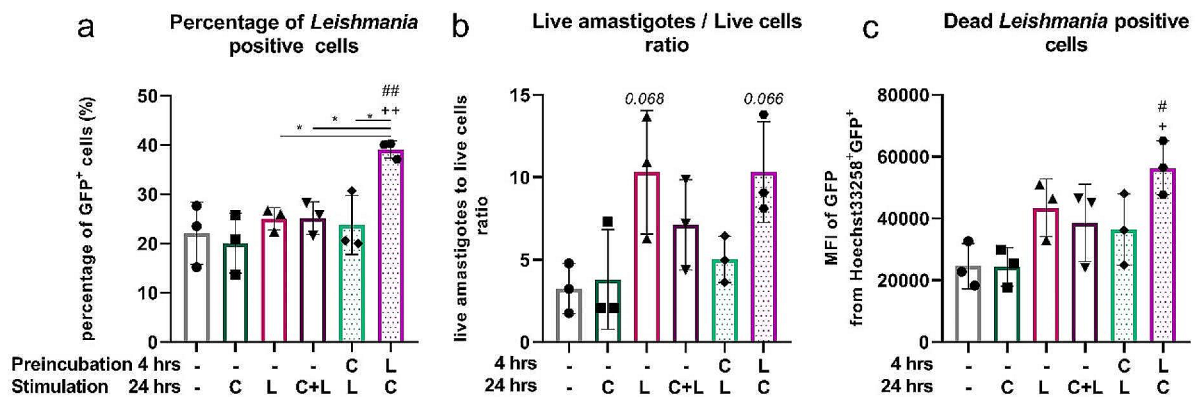 a
Percentage of Leishmania
positive cells
percentage of GFP+ cells (%)
50
40
30
20
10
0
##
++
*
*
*
Preincubation 4 hrs - - - - C L
Stimulation 24 hrs - C L C+L L C
b
Live amastigotes / Live cells
ratio
live amastigotes to live cells
ratio
15
10
5
0
0.068
0.066
4 hrs - - - - C L
24 hrs - C L C+L L C
c
Dead Leishmania positive
cells
MFI of GFP
from Hoechst33258+GFP+
80000
60000
40000
20000
0
#
+
4 hrs - - - - C L
24 hrs - C L C+L L C